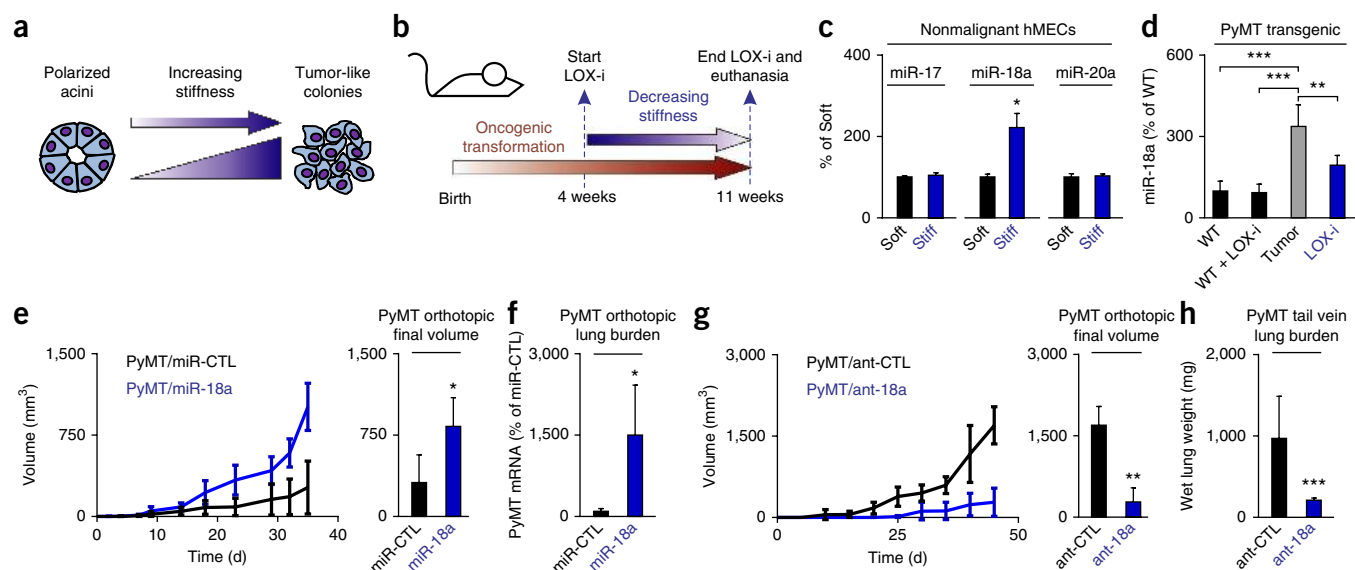 a
Polarized
acini
Increasing
stiffness
Tumor-like
colonies
b
Start
LOX-i
End LOX-i and
euthanasia
Decreasing
stiffness
Oncogenic
transformation
Birth
4 weeks
11 weeks
c
Nonmalignant hMECs
miR-17
miR-18a
miR-20a
% of Soft
400
200
0
*
Soft
Stiff
Soft
Stiff
Soft
Stiff
d
PyMT transgenic
miR-18a (% of WT)
600
300
0
***
***
**
WT
WT + LOX-i
Tumor
LOX-i
e
PyMT/miR-CTL
PyMT/miR-18a
Volume (mm3)
1,500
750
0
0
10
20
30
40
Time (d)
PyMT orthotopic
final volume
1,500
750
0
*
miR-CTL
miR-18a
f
PyMT orthotopic
lung burden
PyMT mRNA (% of miR-CTL)
3,000
1,500
0
*
miR-CTL
miR-18a
g
PyMT/ant-CTL
PyMT/ant-18a
Volume (mm3)
3,000
1,500
0
0
25
50
Time (d)
PyMT orthotopic
final volume
3,000
1,500
0
**
ant-CTL
ant-18a
h
PyMT tail vein
lung burden
Wet lung weight (mg)
2,000
1,000
0
***
ant-CTL
ant-18a